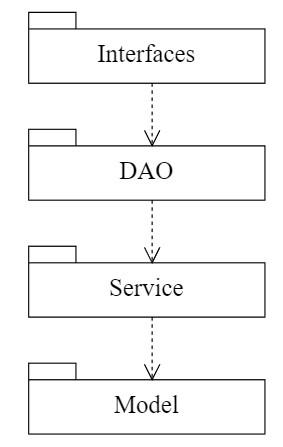 Interfaces
DAO
Service
Model